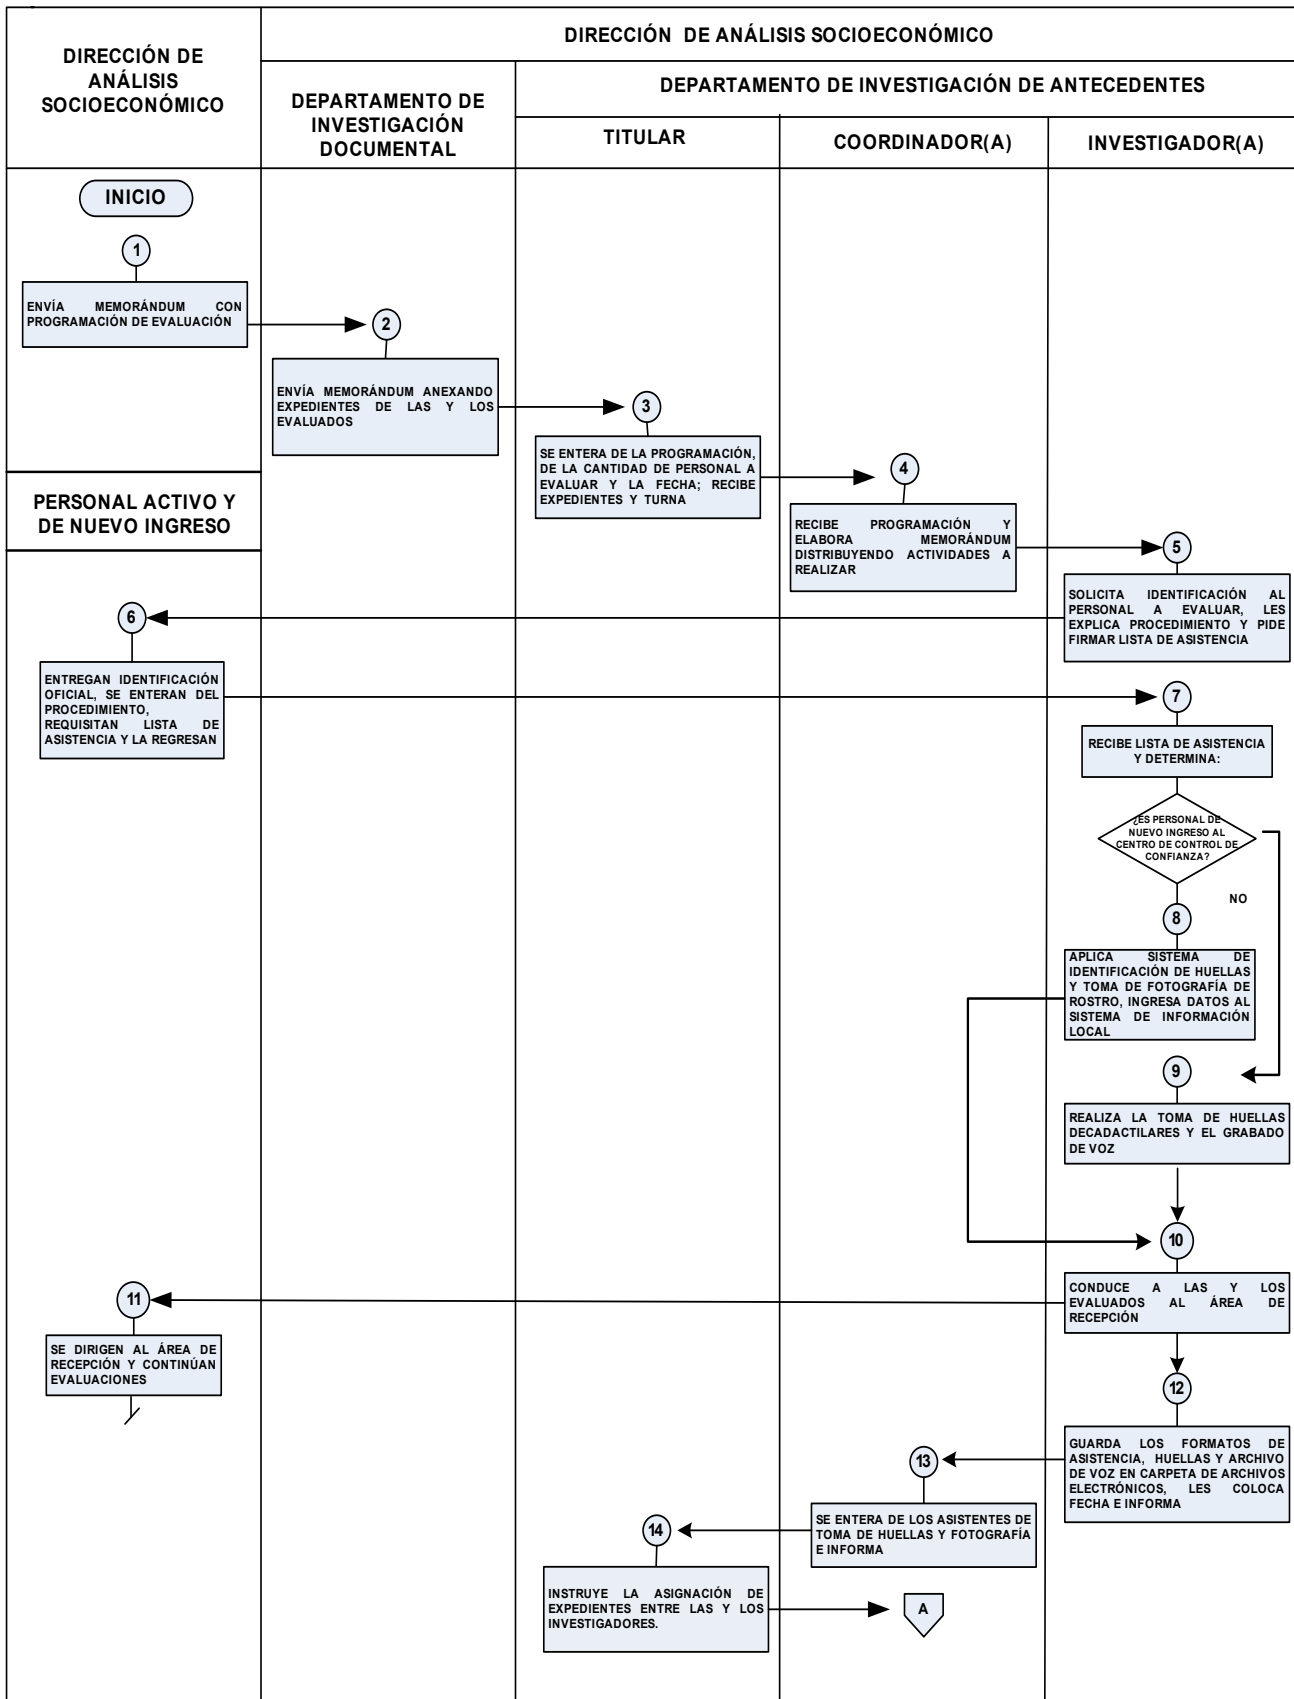 DIRECCIÓN DE
ANÁLISIS
SOCIOECONÓMICO
DIRECCIÓN DE ANÁLISIS SOCIOECONÓMICO
DEPARTAMENTO DE
INVESTIGACIÓN
DOCUMENTAL
DEPARTAMENTO DE INVESTIGACIÓN DE ANTECEDENTES
TITULAR
COORDINADOR(A)
INVESTIGADOR(A)
INICIO
1
ENVÍA MEMORÁNDUM CON
PROGRAMACIÓN DE EVALUACIÓN
2
ENVÍA MEMORÁNDUM ANEXANDO
EXPEDIENTES DE LAS Y LOS
EVALUADOS
3
SE ENTERA DE LA PROGRAMACIÓN,
DE LA CANTIDAD DE PERSONAL A
EVALUAR Y LA FECHA; RECIBE
EXPEDIENTES Y TURNA
4
RECIBE PROGRAMACIÓN Y
ELABORA MEMORÁNDUM
DISTRIBUYENDO ACTIVIDADES A
REALIZAR
PERSONAL ACTIVO Y
DE NUEVO INGRESO
5
SOLICITA IDENTIFICACIÓN AL
PERSONAL A EVALUAR, LES
EXPLICA PROCEDIMIENTO Y PIDE
FIRMAR LISTA DE ASISTENCIA
6
ENTREGAN IDENTIFICACIÓN
OFICIAL, SE ENTERAN DEL
PROCEDIMIENTO,
REQUISITAN LISTA DE
ASISTENCIA Y LA REGRESAN
7
RECIBE LISTA DE ASISTENCIA
Y DETERMINA:
¿ES PERSONAL DE
NUEVO INGRESO AL
CENTRO DE CONTROL DE
CONFIANZA?
NO
8
APLICA SISTEMA DE
IDENTIFICACIÓN DE HUELLAS
Y TOMA DE FOTOGRAFÍA DE
ROSTRO, INGRESA DATOS AL
SISTEMA DE INFORMACIÓN
LOCAL
9
REALIZA LA TOMA DE HUELLAS
DECADACTILARES Y EL GRABADO
DE VOZ
10
CONDUCE A LAS Y LOS
EVALUADOS AL ÁREA DE
RECEPCIÓN
11
SE DIRIGEN AL ÁREA DE
RECEPCIÓN Y CONTINÚAN
EVALUACIONES
12
GUARDA LOS FORMATOS DE
ASISTENCIA, HUELLAS Y ARCHIVO
DE VOZ EN CARPETA DE ARCHIVOS
ELECTRÓNICOS, LES COLOCA
FECHA E INFORMA
13
SE ENTERA DE LOS ASISTENTES DE
TOMA DE HUELLAS Y FOTOGRAFÍA
E INFORMA
14
INSTRUYE LA ASIGNACIÓN DE
EXPEDIENTES ENTRE LAS Y LOS
INVESTIGADORES.
A